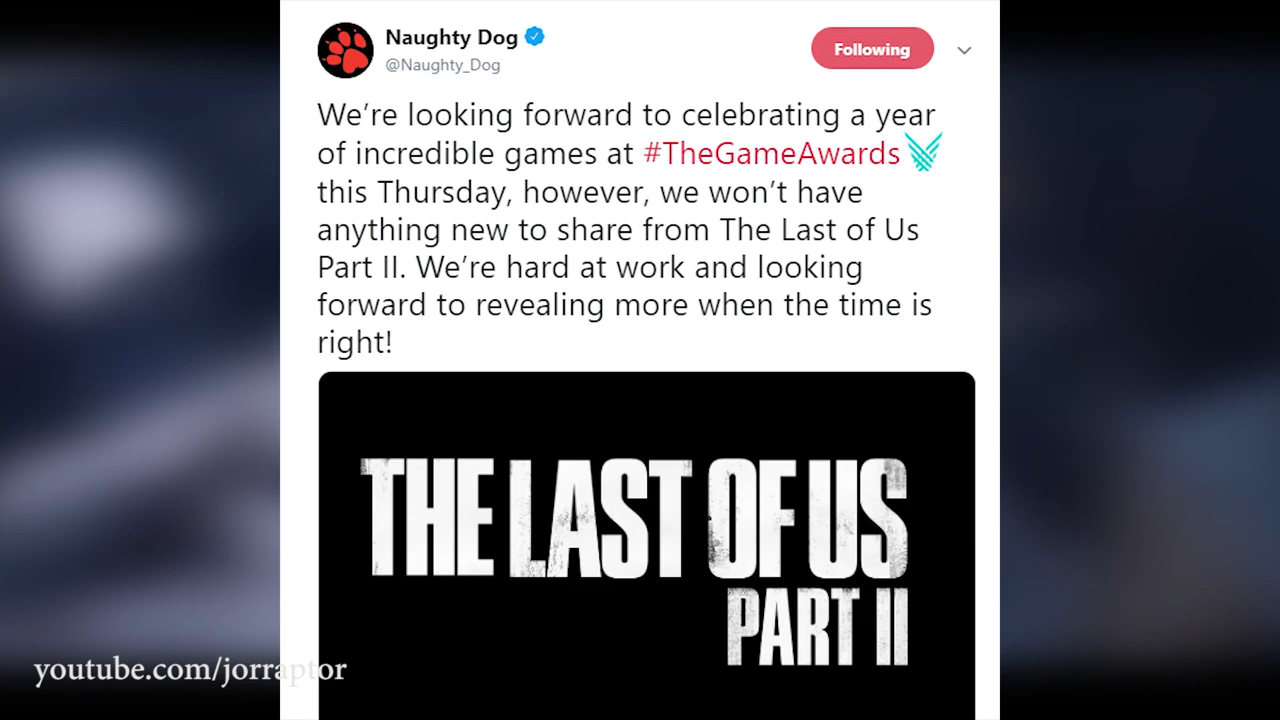 Naughty Dog
@Naughty_Dog
Following
We’re looking forward to celebrating a year
of incredible games at #TheGameAwards
this Thursday, however, we won’t have
anything new to share from The Last of Us
Part II. We’re hard at work and looking
forward to revealing more when the time is
right!
THE LAST OF US
PART II
youtube.com/jorraptor